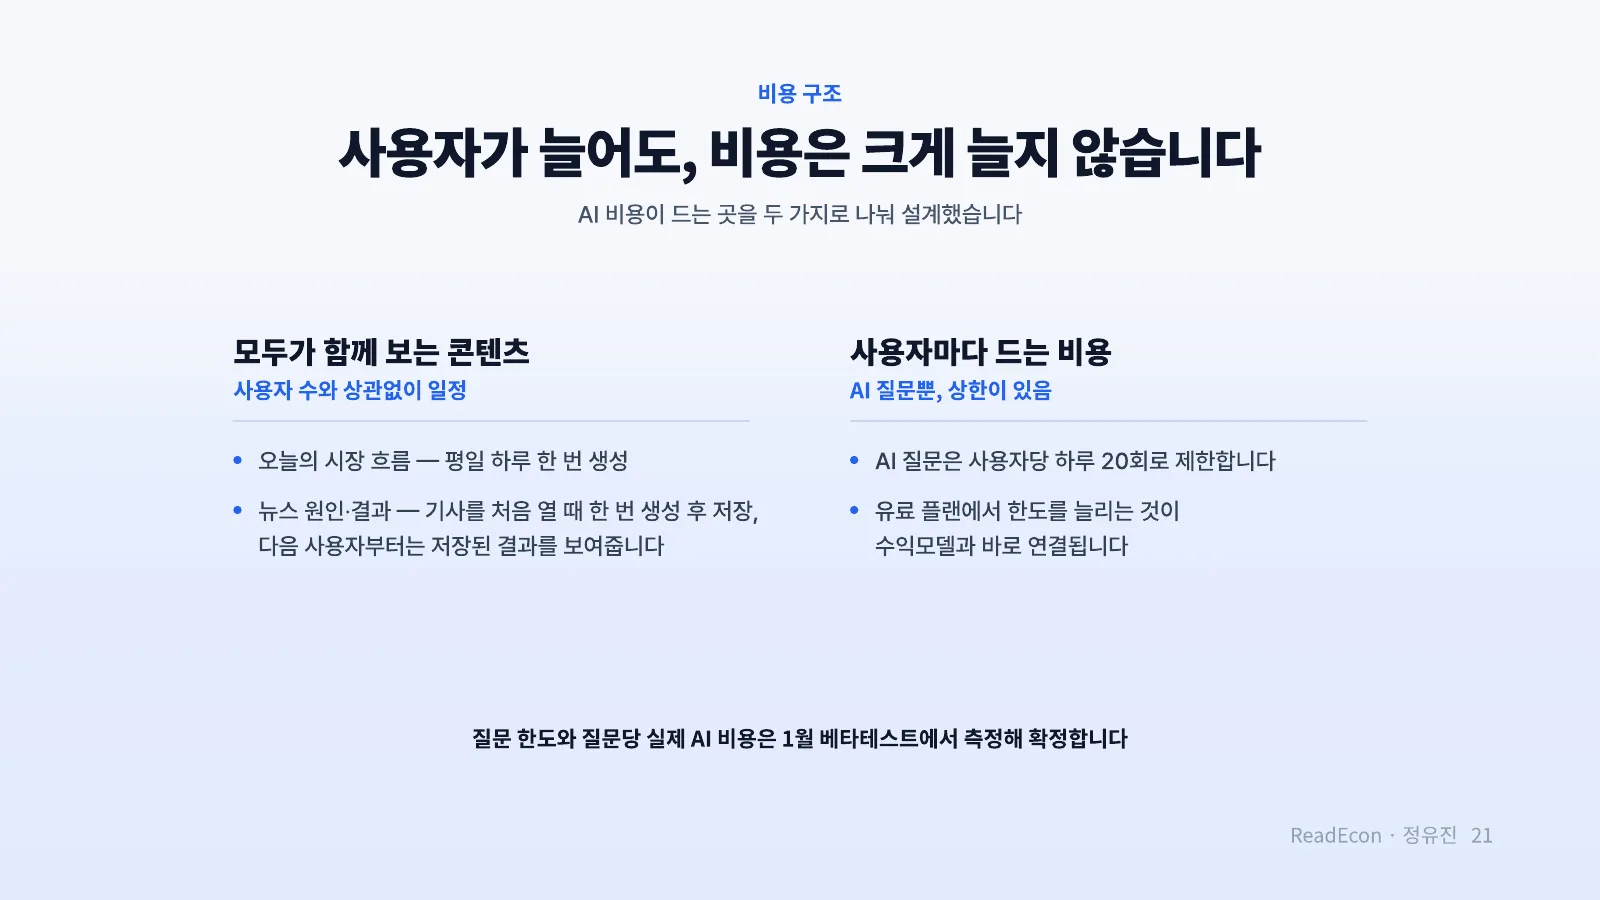 비용 구조
사용자가 늘어도, 비용은 크게 늘지 않습니다
AI 비용이 드는 곳을 두 가지로 나눠 설계했습니다
모두가 함께 보는 콘텐츠
사용자 수와 상관없이 일정
• 오늘의 시장 흐름 — 평일 하루 한 번 생성
• 뉴스 원인·결과 — 기사를 처음 열 때 한 번 생성 후 저장,
다음 사용자부터는 저장된 결과를 보여줍니다
사용자마다 드는 비용
AI 질문뿐, 상한이 있음
• AI 질문은 사용자당 하루 20회로 제한합니다
• 유료 플랜에서 한도를 늘리는 것이
수익모델과 바로 연결됩니다
질문 한도와 질문당 실제 AI 비용은 1월 베타테스트에서 측정해 확정합니다
ReadEcon · 정유진 21